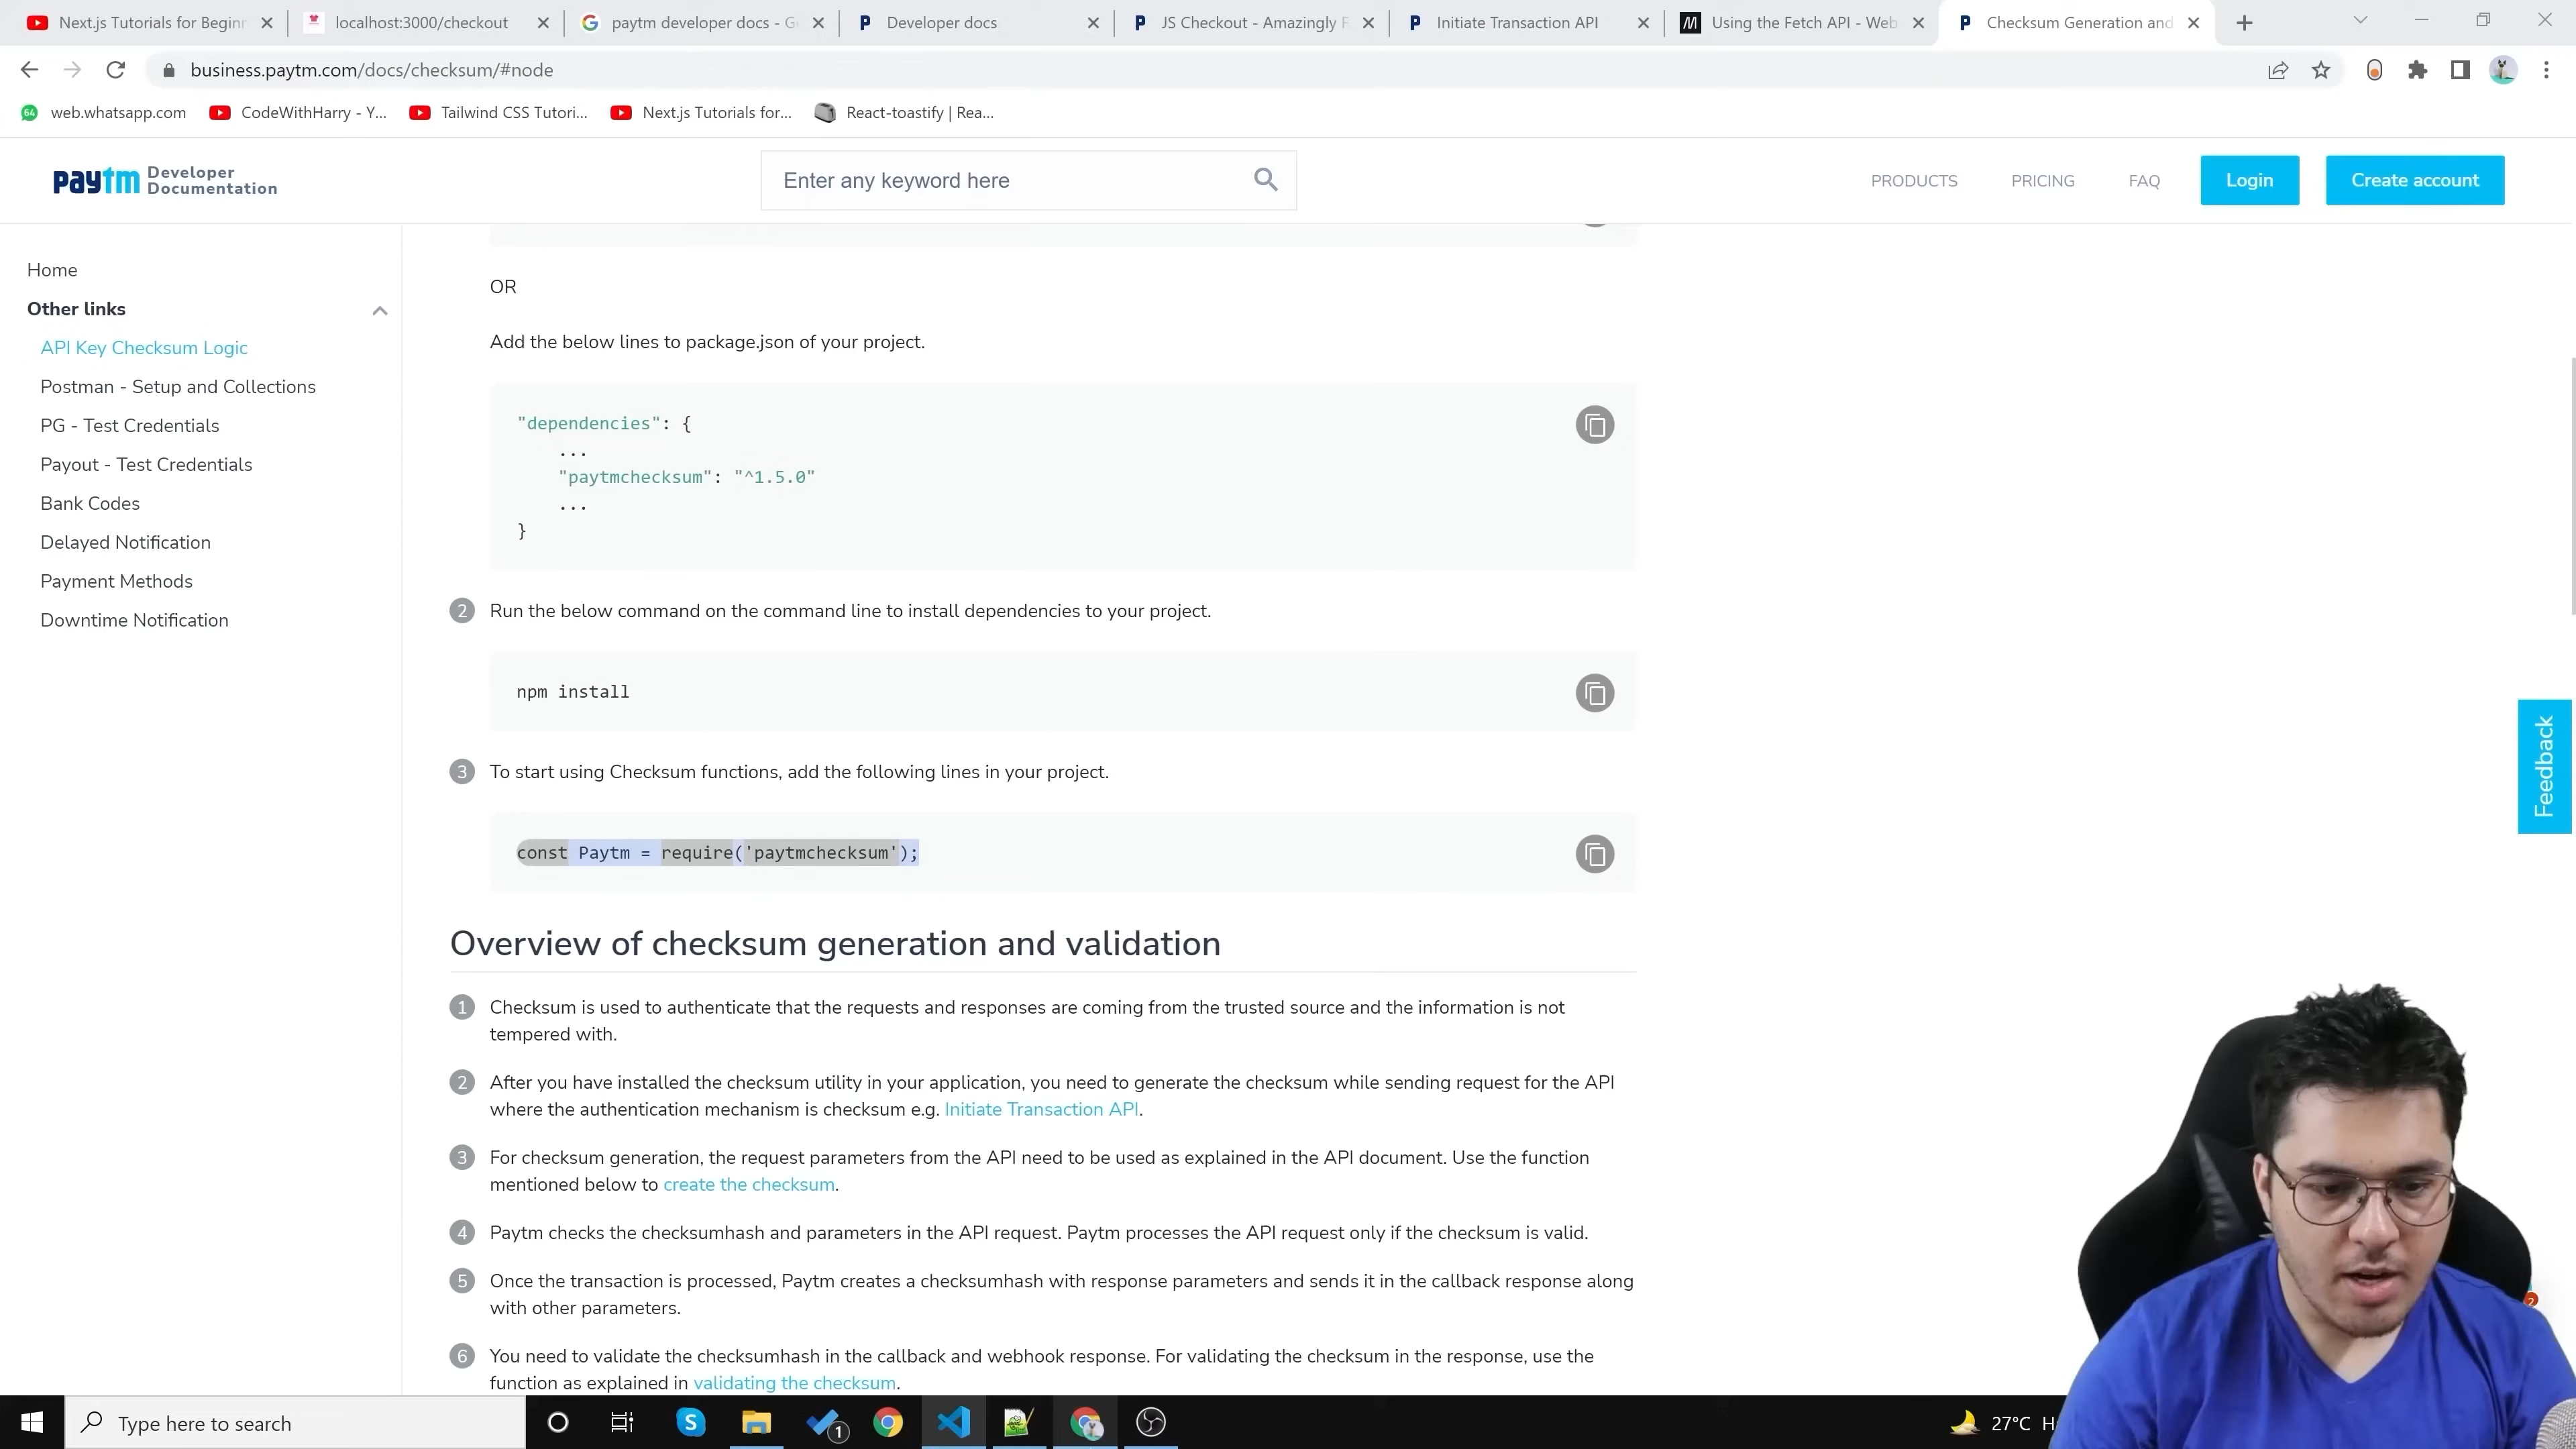 Next.js Tutorials for Beginn
localhost:3000/checkout
paytm developer docs - G
Developer docs
JS Checkout - Amazingly F
Initiate Transaction API
Using the Fetch API - Web
Checksum Generation and
business.paytm.com/docs/checksum/#node
web.whatsapp.com
CodeWithHarry - Y...
Tailwind CSS Tutori...
Next.js Tutorials for...
React-toastify | Rea...
paytm Developer Documentation
Enter any keyword here
PRODUCTS
PRICING
FAQ
Login
Create account
Home
Other links
API Key Checksum Logic
Postman - Setup and Collections
PG - Test Credentials
Payout - Test Credentials
Bank Codes
Delayed Notification
Payment Methods
Downtime Notification
OR
Add the below lines to package.json of your project.
"dependencies": {
...
"paytmchecksum": "^1.5.0"
...
}
2 Run the below command on the command line to install dependencies to your project.
npm install
3 To start using Checksum functions, add the following lines in your project.
const Paytm = require('paytmchecksum');
Overview of checksum generation and validation
1 Checksum is used to authenticate that the requests and responses are coming from the trusted source and the information is not
tempered with.
2 After you have installed the checksum utility in your application, you need to generate the checksum while sending request for the API
where the authentication mechanism is checksum e.g. Initiate Transaction API.
3 For checksum generation, the request parameters from the API need to be used as explained in the API document. Use the function
mentioned below to create the checksum.
4 Paytm checks the checksumhash and parameters in the API request. Paytm processes the API request only if the checksum is valid.
5 Once the transaction is processed, Paytm creates a checksumhash with response parameters and sends it in the callback response along
with other parameters.
6 You need to validate the checksumhash in the callback and webhook response. For validating the checksum in the response, use the
function as explained in validating the checksum.
Feedback
2
Type here to search
1
27°C